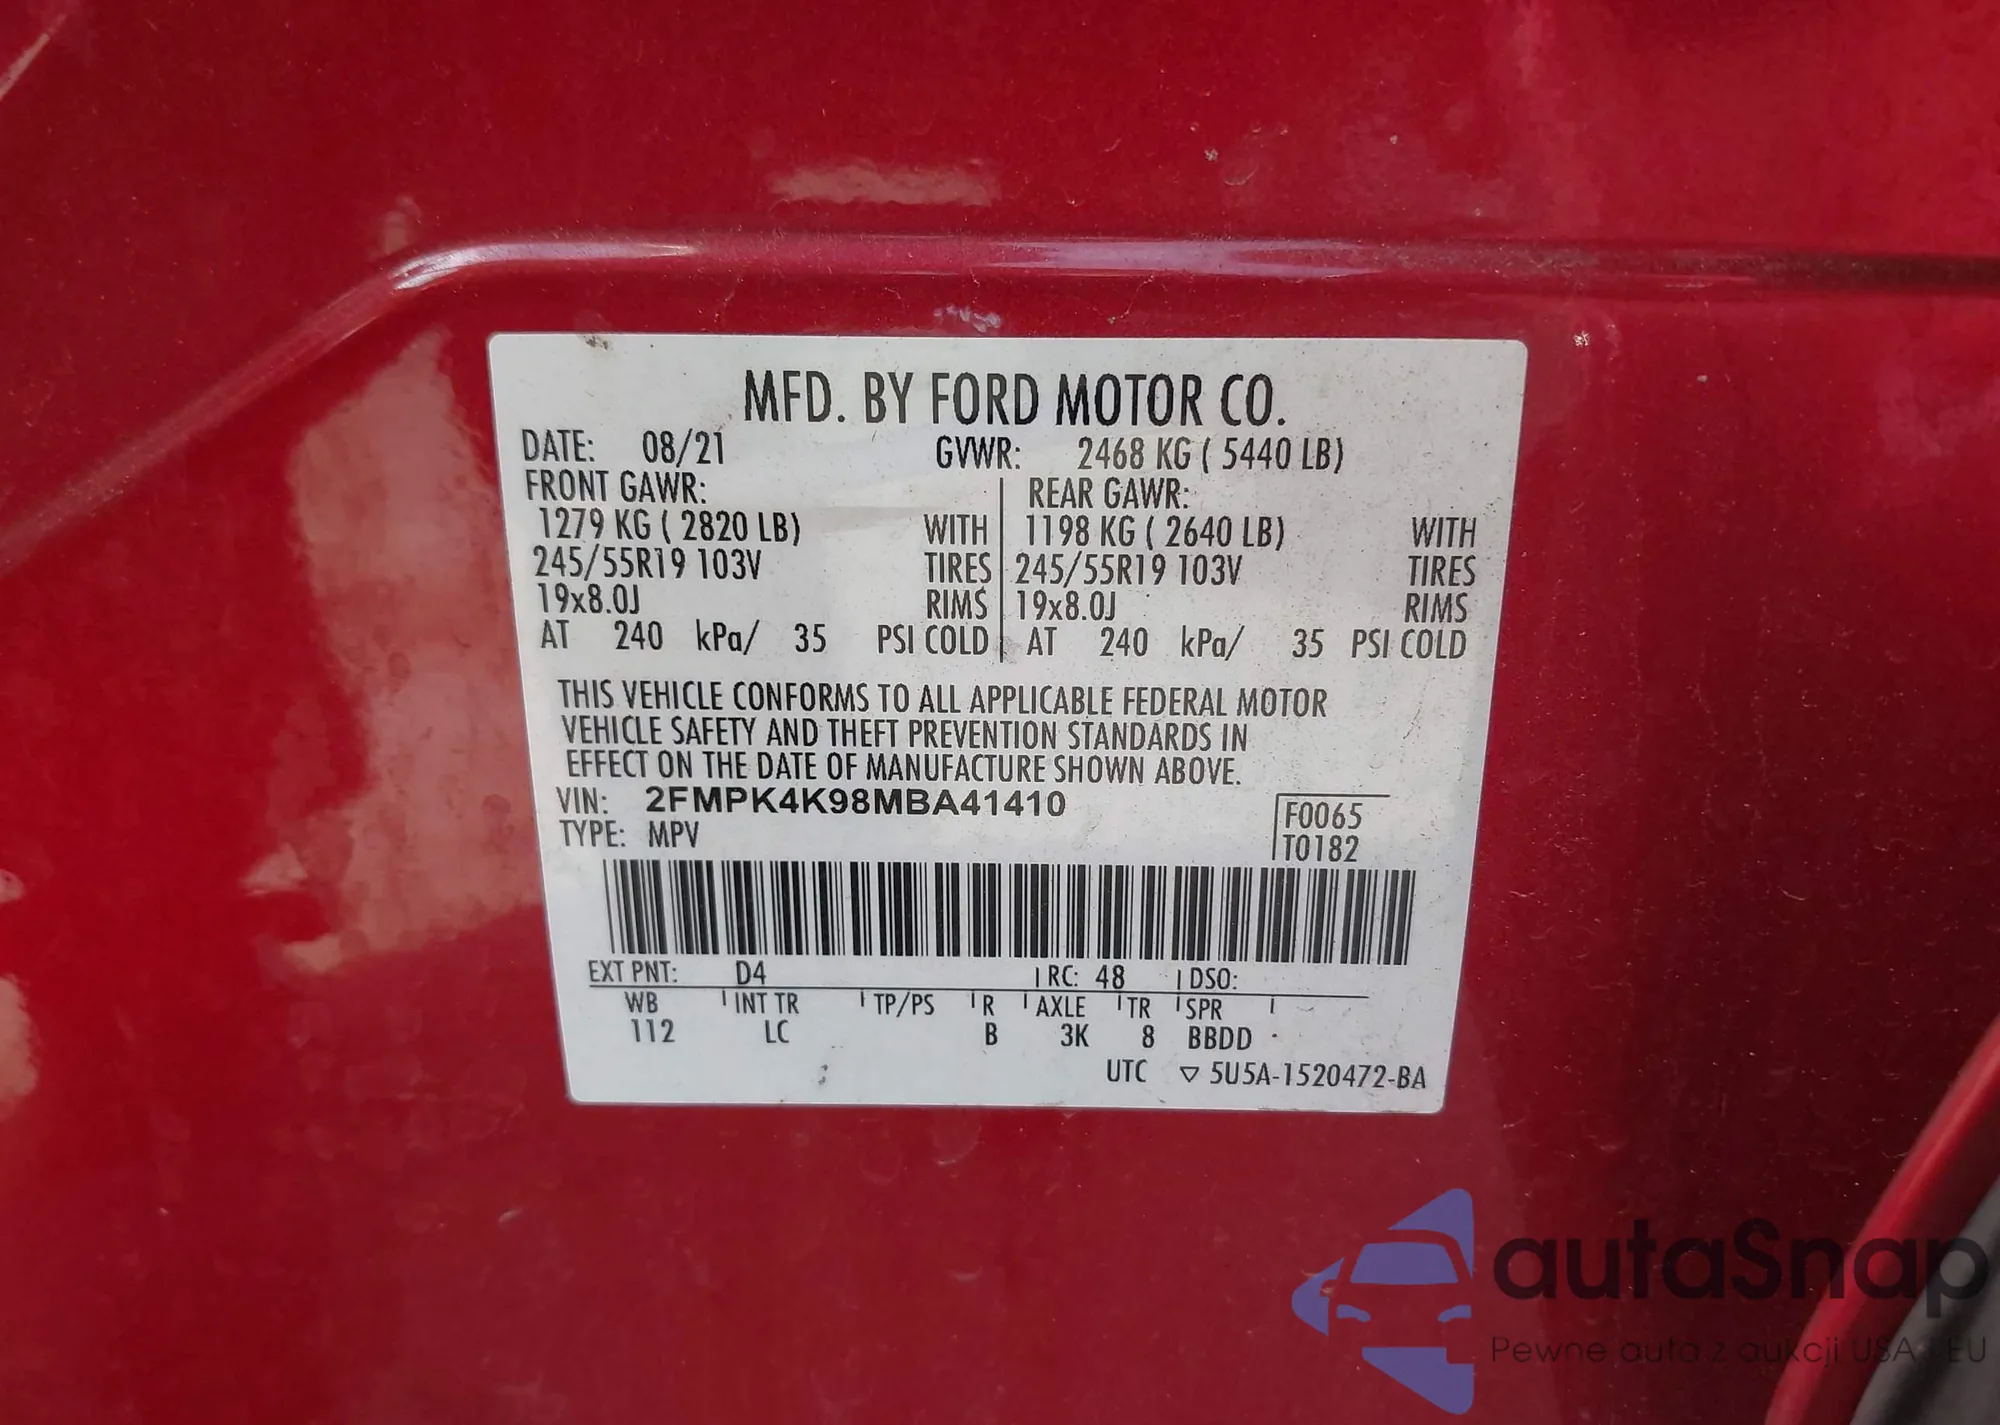 MFD. BY FORD MOTOR CO.
DATE: 08/21 GVWR: 2468 KG ( 5440 LB)
FRONT GAWR: REAR GAWR:
1279 KG ( 2820 LB) WITH 1198 KG ( 2640 LB) WITH
245/55R19 103V TIRES 245/55R19 103V TIRES
19x8.0J RIMS 19x8.0J RIMS
AT 240 kPa/ 35 PSI COLD AT 240 kPa/ 35 PSI COLD
THIS VEHICLE CONFORMS TO ALL APPLICABLE FEDERAL MOTOR
VEHICLE SAFETY AND THEFT PREVENTION STANDARDS IN
EFFECT ON THE DATE OF MANUFACTURE SHOWN ABOVE.
VIN: 2FMPK4K98MBA41410
F0065
TYPE: MPV
T0182
EXT PNT: D4 RC: 48 DSO:
WB INT TR TP/PS R AXLE TR SPR
112 LC B 3K 8 BBDD
UTC ▽ 5U5A-1520472-BA
autaSnap
Pewne auta z aukcji USA i EU